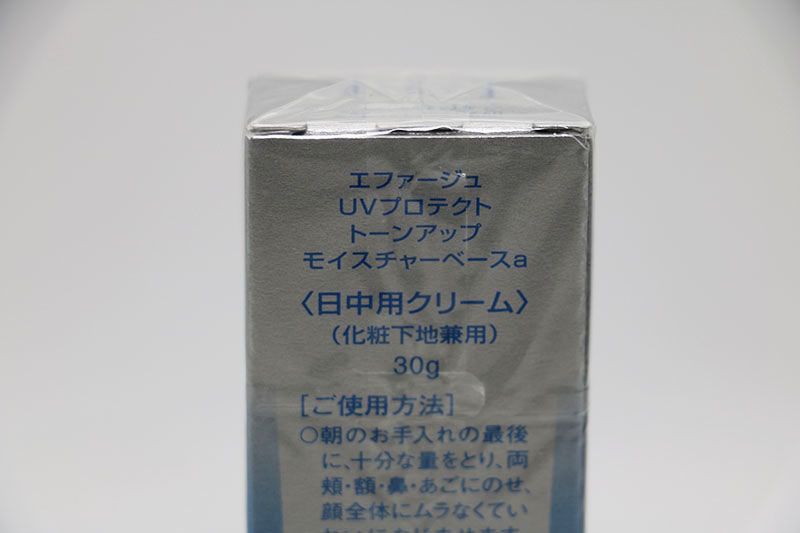 エファージュ
UVプロテクト
トーンアップ
モイスチャーベースa
〈日中用クリーム〉
(化粧下地兼用)
30g
[ご使用方法]
○朝のお手入れの最後
に、十分な量をとり、両
頬・額・鼻・あごにのせ、
顔全体にムラなくてい